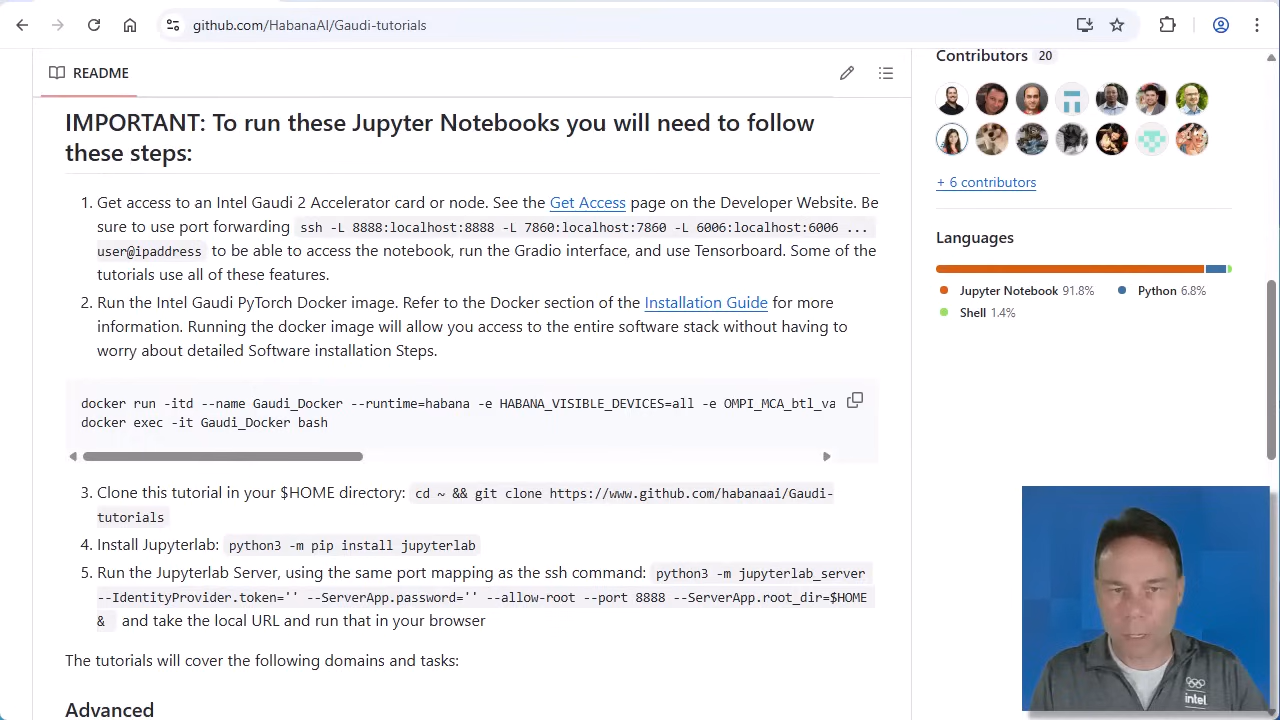 github.com/HabanaAI/Gaudi-tutorials
README
IMPORTANT: To run these Jupyter Notebooks you will need to follow
these steps:
1. Get access to an Intel Gaudi 2 Accelerator card or node. See the Get Access page on the Developer Website. Be
sure to use port forwarding ssh -L 8888:localhost:8888 -L 7860:localhost:7860 -L 6006:localhost:6006 ...
user@ipaddress to be able to access the notebook, run the Gradio interface, and use Tensorboard. Some of the
tutorials use all of these features.
2. Run the Intel Gaudi PyTorch Docker image. Refer to the Docker section of the Installation Guide for more
information. Running the docker image will allow you access to the entire software stack without having to
worry about detailed Software installation Steps.
docker run -itd --name Gaudi_Docker --runtime=habana -e HABANA_VISIBLE_DEVICES=all -e OMPI_MCA_btl_va
docker exec -it Gaudi_Docker bash
3. Clone this tutorial in your $HOME directory: cd ~ && git clone https://www.github.com/habanaai/Gaudi-
tutorials
4. Install Jupyterlab: python3 -m pip install jupyterlab
5. Run the Jupyterlab Server, using the same port mapping as the ssh command: python3 -m jupyterlab_server
--IdentityProvider.token='' --ServerApp.password='' --allow-root --port 8888 --ServerApp.root_dir=$HOME
& and take the local URL and run that in your browser
The tutorials will cover the following domains and tasks:
Advanced
Contributors 20
+ 6 contributors
Languages
Jupyter Notebook 91.8% Python 6.8%
Shell 1.4%
intel